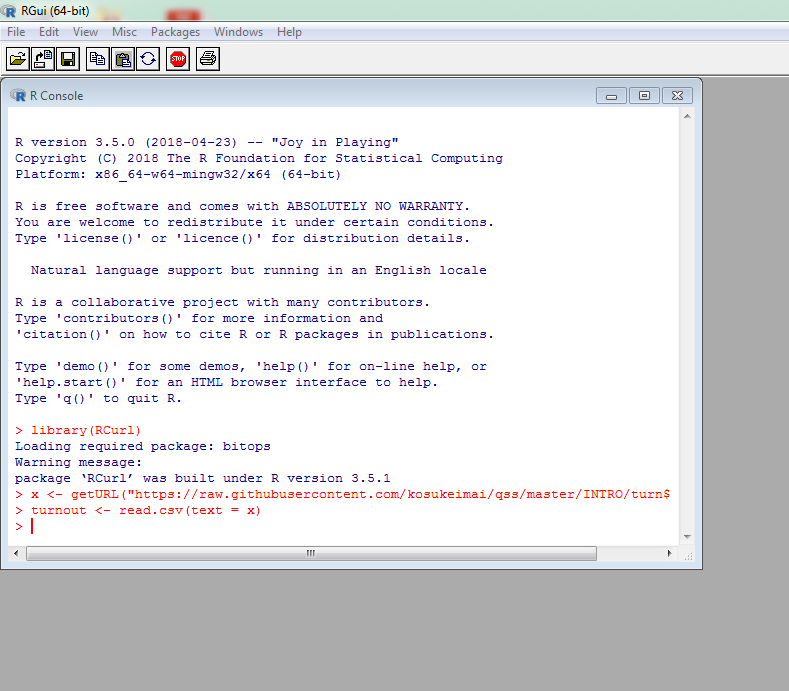 RGui (64-bit)
File Edit View Misc Packages Windows Help
STOP
R Console
R version 3.5.0 (2018-04-23) -- "Joy in Playing"
Copyright (C) 2018 The R Foundation for Statistical Computing
Platform: x86_64-w64-mingw32/x64 (64-bit)
R is free software and comes with ABSOLUTELY NO WARRANTY.
You are welcome to redistribute it under certain conditions.
Type 'license()' or 'licence()' for distribution details.
Natural language support but running in an English locale
R is a collaborative project with many contributors.
Type 'contributors()' for more information and
'citation()' on how to cite R or R packages in publications.
Type 'demo()' for some demos, 'help()' for on-line help, or
'help.start()' for an HTML browser interface to help.
Type 'q()' to quit R.
> library(RCurl)
Loading required package: bitops
Warning message:
package ‘RCurl’ was built under R version 3.5.1
> x <- getURL("https://raw.githubusercontent.com/kosukeimai/qss/master/INTRO/turn$
> turnout <- read.csv(text = x)
>